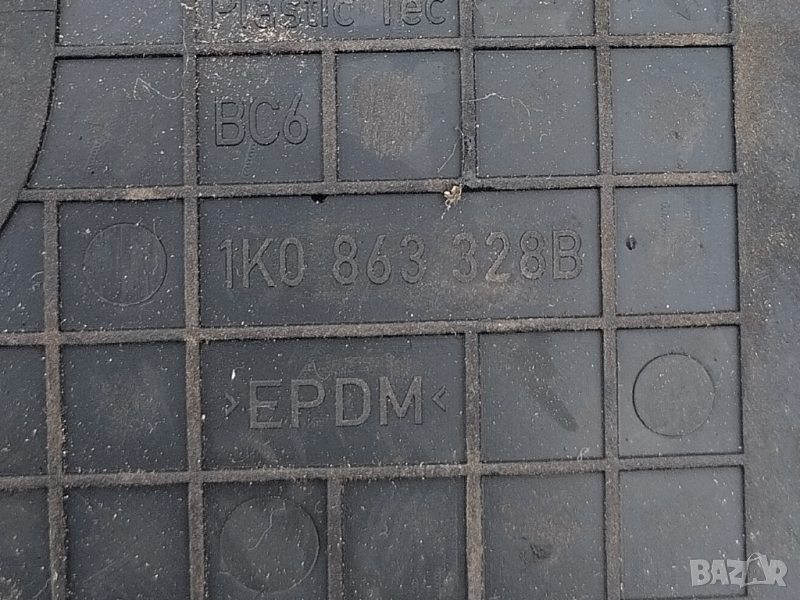 Plastic Tec
BC6
1K0 863 328B
>EPDM<
BAZAR